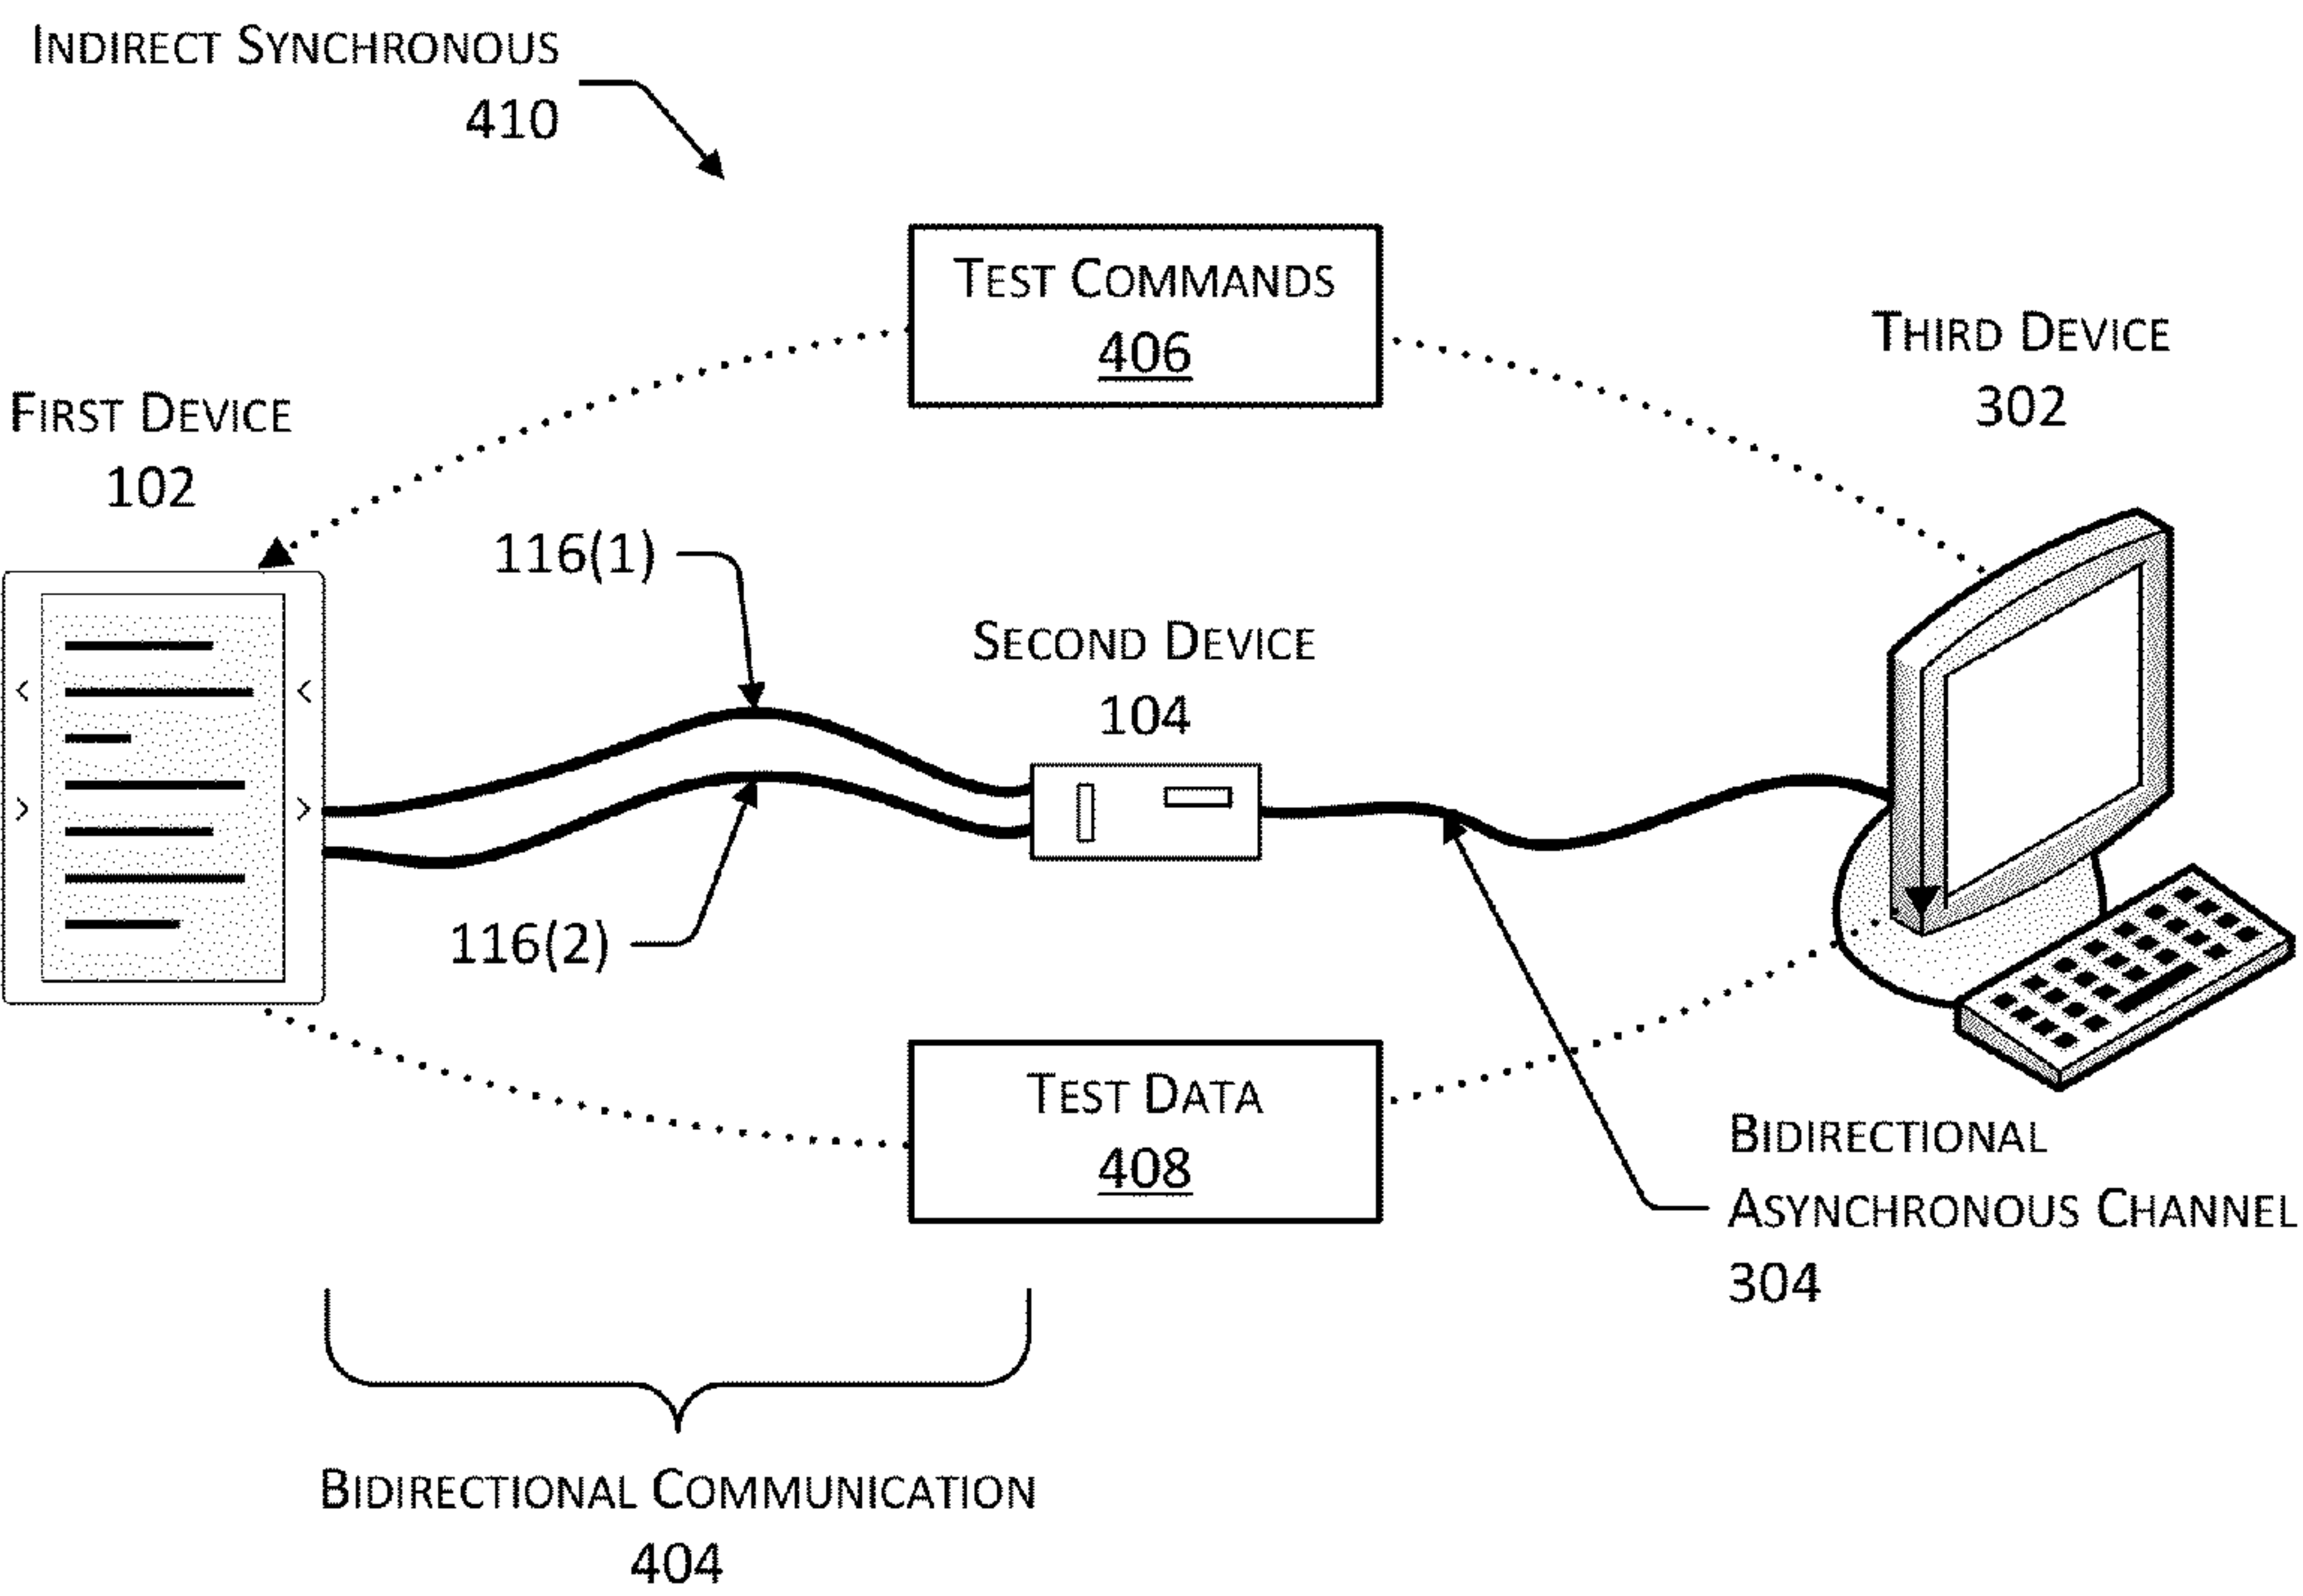 INDIRECT SYNCHRONOUS
410
TEST COMMANDS
406
THIRD DEVICE
302
FIRST DEVICE
102
116(1)
SECOND DEVICE
104
116(2)
TEST DATA
408
BIDIRECTIONAL
ASYNCHRONOUS CHANNEL
304
BIDIRECTIONAL COMMUNICATION
404